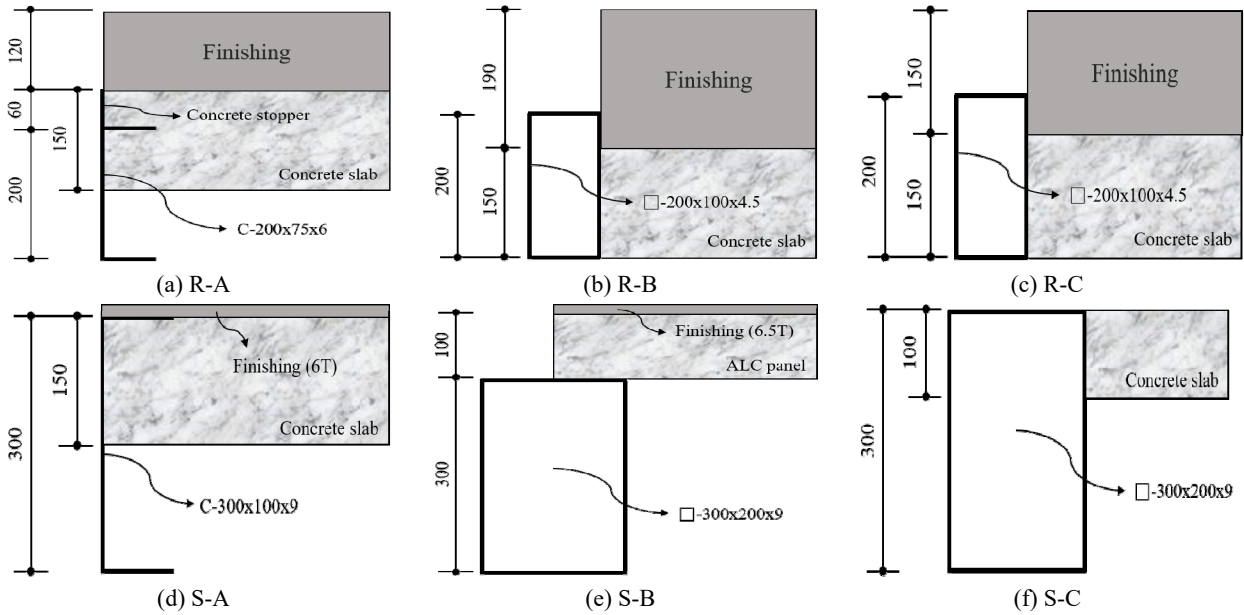 120
60
200
150
Finishing
Concrete stopper
Concrete slab
C-200x75x6
(a) R-A
190
200
150
Finishing
□-200x100x4.5
Concrete slab
(b) R-B
150
200
150
Finishing
□-200x100x4.5
Concrete slab
(c) R-C
300
150
Finishing (6T)
Concrete slab
C-300x100x9
(d) S-A
100
300
Finishing (6.5T)
ALC panel
□-300x200x9
(e) S-B
300
100
Concrete slab
□-300x200x9
(f) S-C